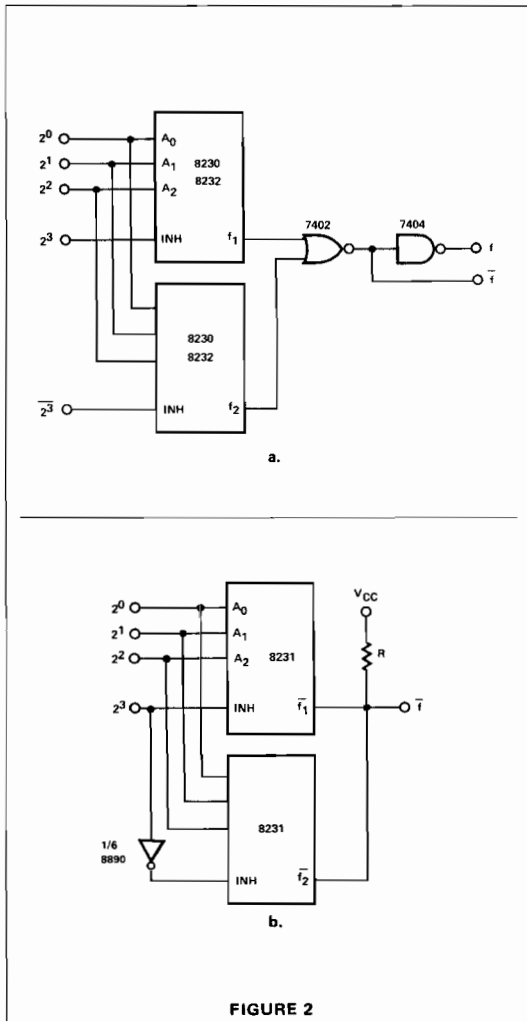 2⁰
A₀
2¹
A₁
8230
8232
2²
A₂
7402
7404
2³
INH
f₁
f
f̅
8230
8232
2̅³̅
INH
f₂
a.
2⁰
A₀
V_CC
2¹
A₁
2²
A₂
8231
R
2³
INH
f̅₁
f̅
8231
1/6
8890
INH
f̅₂
b.
FIGURE 2